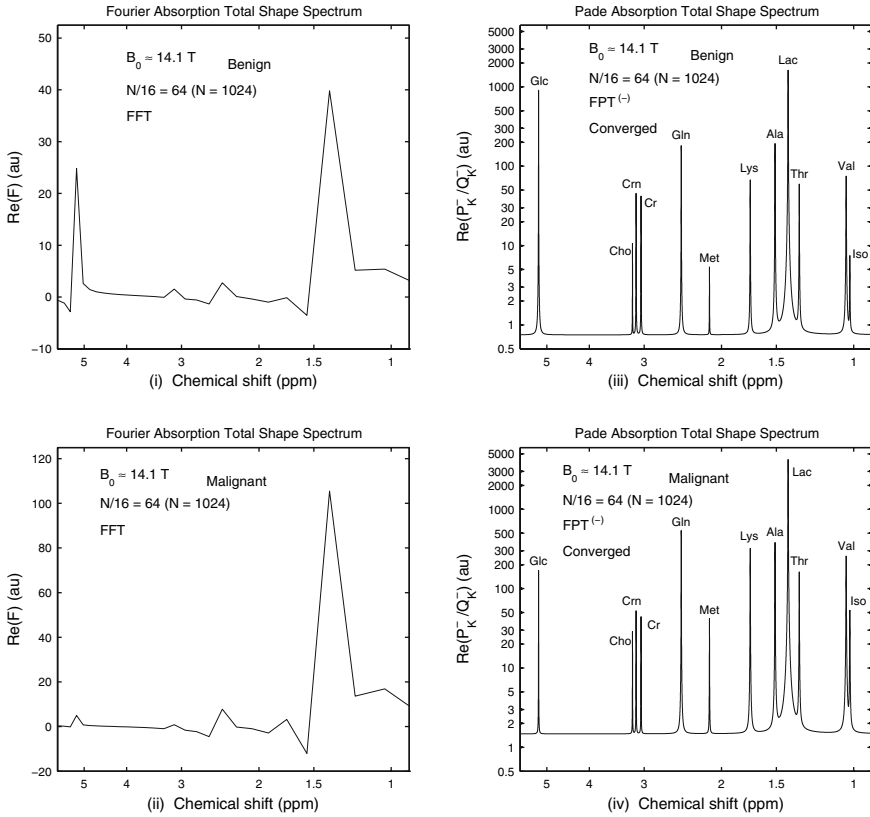 Fourier Absorption Total Shape Spectrum
50
40
30
20
10
0
−10
Re(F) (au)
B0 ≈ 14.1 T
Benign
N/16 = 64 (N = 1024)
FFT
5 4 3 2 1.5 1
(i) Chemical shift (ppm)
Pade Absorption Total Shape Spectrum
5000
3000
2000
1000
500
300
200
100
50
30
20
10
5
3
2
1
0.5
Re(P−K/Q−K) (au)
B0 ≈ 14.1 T
Benign
N/16 = 64 (N = 1024)
FPT(−)
Converged
Glc
Cho
Crn
Cr
Gln
Met
Lys
Ala
Lac
Thr
Val
Iso
5 3 2 1.5 1
(iii) Chemical shift (ppm)
Fourier Absorption Total Shape Spectrum
120
100
80
60
40
20
0
−20
Re(F) (au)
B0 ≈ 14.1 T
Malignant
N/16 = 64 (N = 1024)
FFT
5 4 3 2 1.5 1
(ii) Chemical shift (ppm)
Pade Absorption Total Shape Spectrum
5000
3000
2000
1000
500
300
200
100
50
30
20
10
5
3
2
1
0.5
Re(P−K/Q−K) (au)
B0 ≈ 14.1 T
Malignant
N/16 = 64 (N = 1024)
FPT(−)
Converged
Glc
Cho
Crn
Cr
Gln
Met
Lys
Ala
Lac
Thr
Val
Iso
5 3 2 1.5 1
(iv) Chemical shift (ppm)